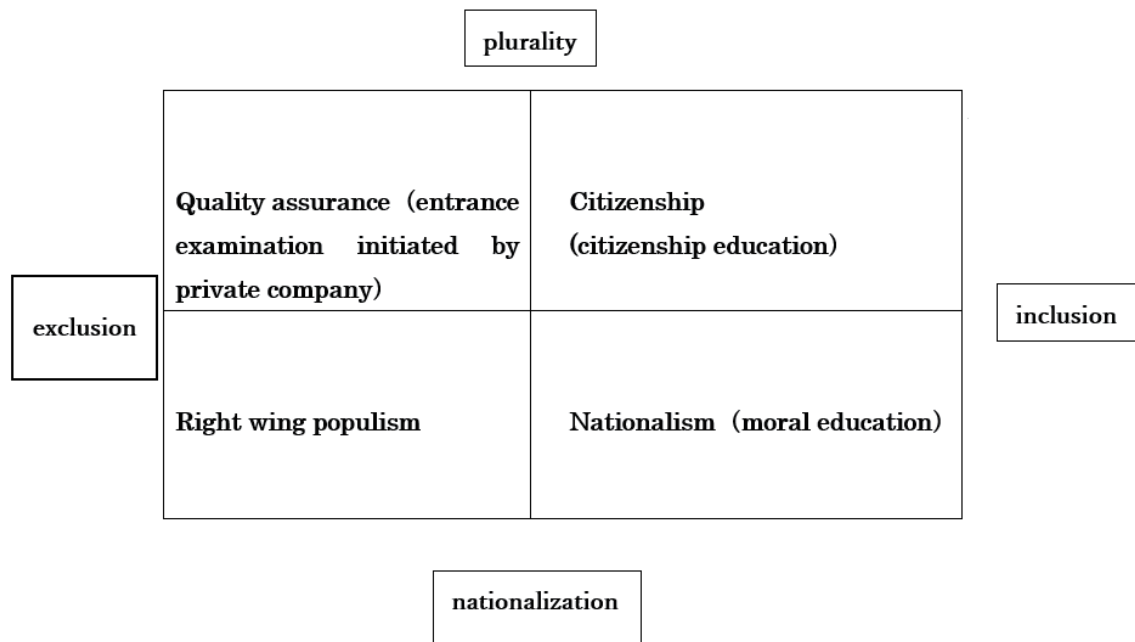 plurality
Quality assurance (entrance
examination initiated by
private company)
Citizenship
(citizenship education)
exclusion
inclusion
Right wing populism
Nationalism (moral education)
nationalization